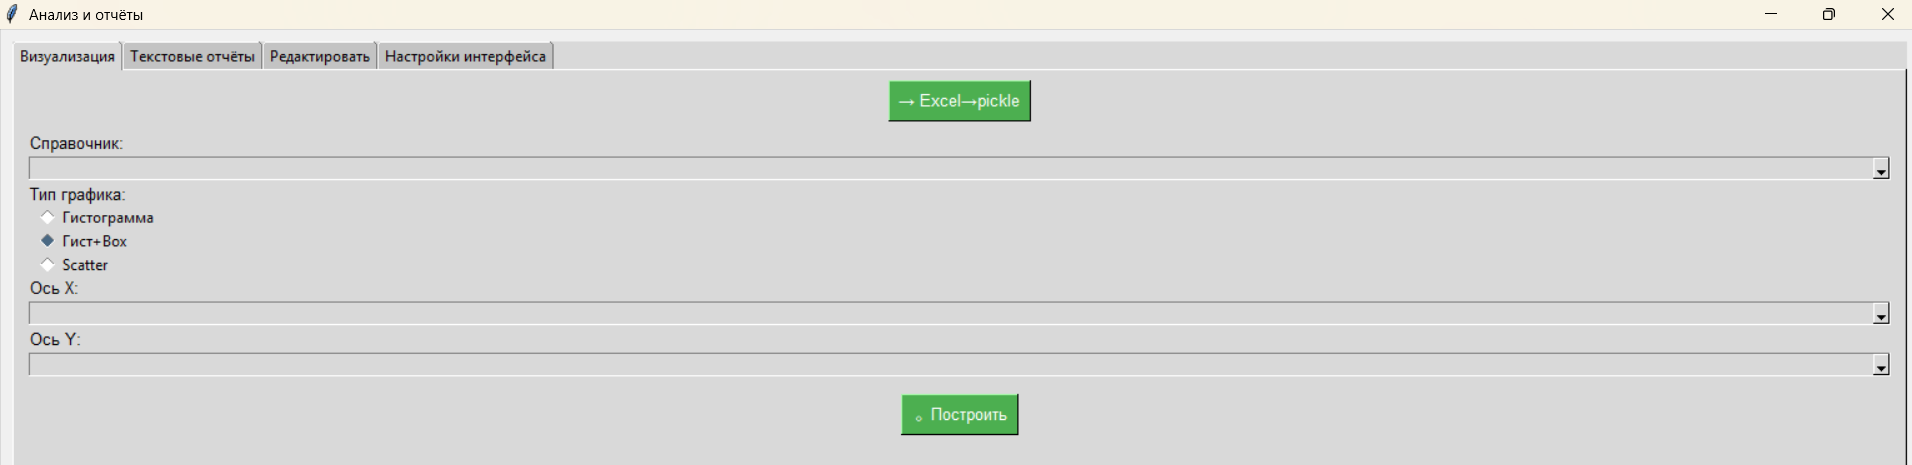 Анализ и отчёты
Визуализация Текстовые отчёты Редактировать Настройки интерфейса
→ Excel→pickle
Справочник:
Тип графика:
Гистограмма
Гист+Box
Scatter
Ось X:
Ось Y:
。Построить